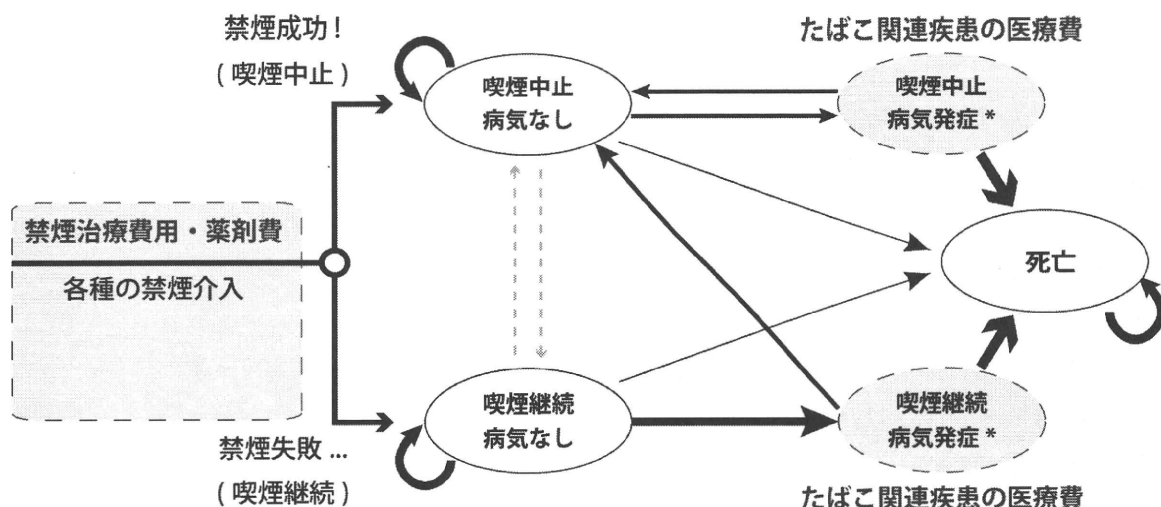 禁煙成功！
( 喫煙中止 )
たばこ関連疾患の医療費
喫煙中止
病気なし
喫煙中止
病気発症 *
禁煙治療費用・薬剤費
各種の禁煙介入
死亡
喫煙継続
病気なし
喫煙継続
病気発症 *
禁煙失敗 ...
( 喫煙継続 )
たばこ関連疾患の医療費